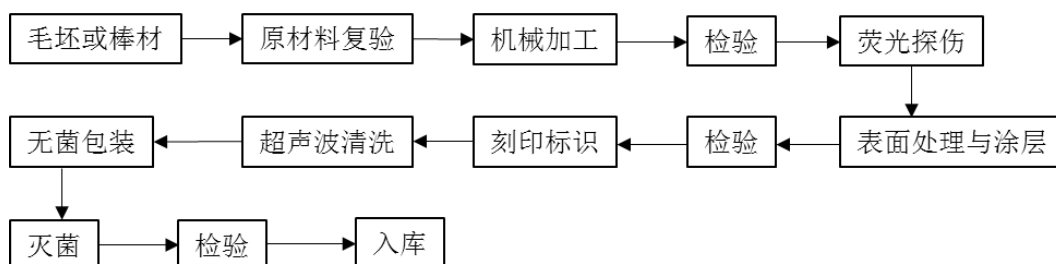 毛坯或棒材 原材料复验 机械加工 检验 荧光探伤
无菌包装 超声波清洗 刻印标识 检验 表面处理与涂层
灭菌 检验 入库